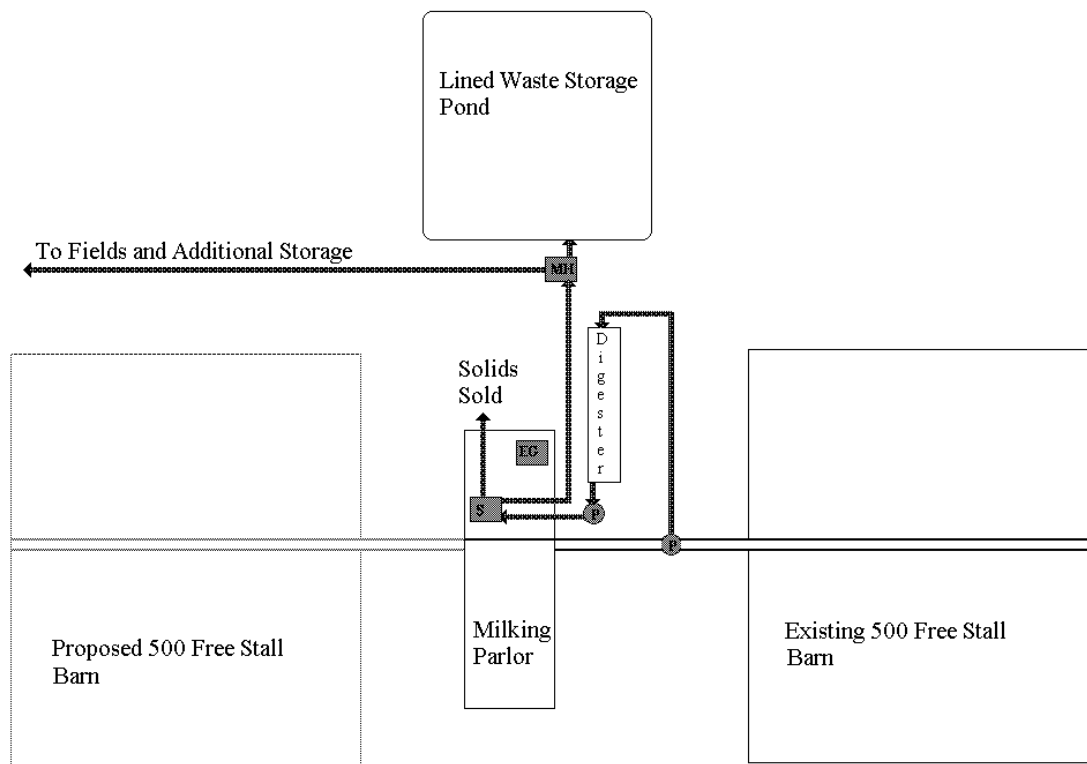 Lined Waste Storage
Pond
To Fields and Additional Storage
MH
Digester
Solids
Sold
EG
S
P
P
Milking
Parlor
Proposed 500 Free Stall
Barn
Existing 500 Free Stall
Barn